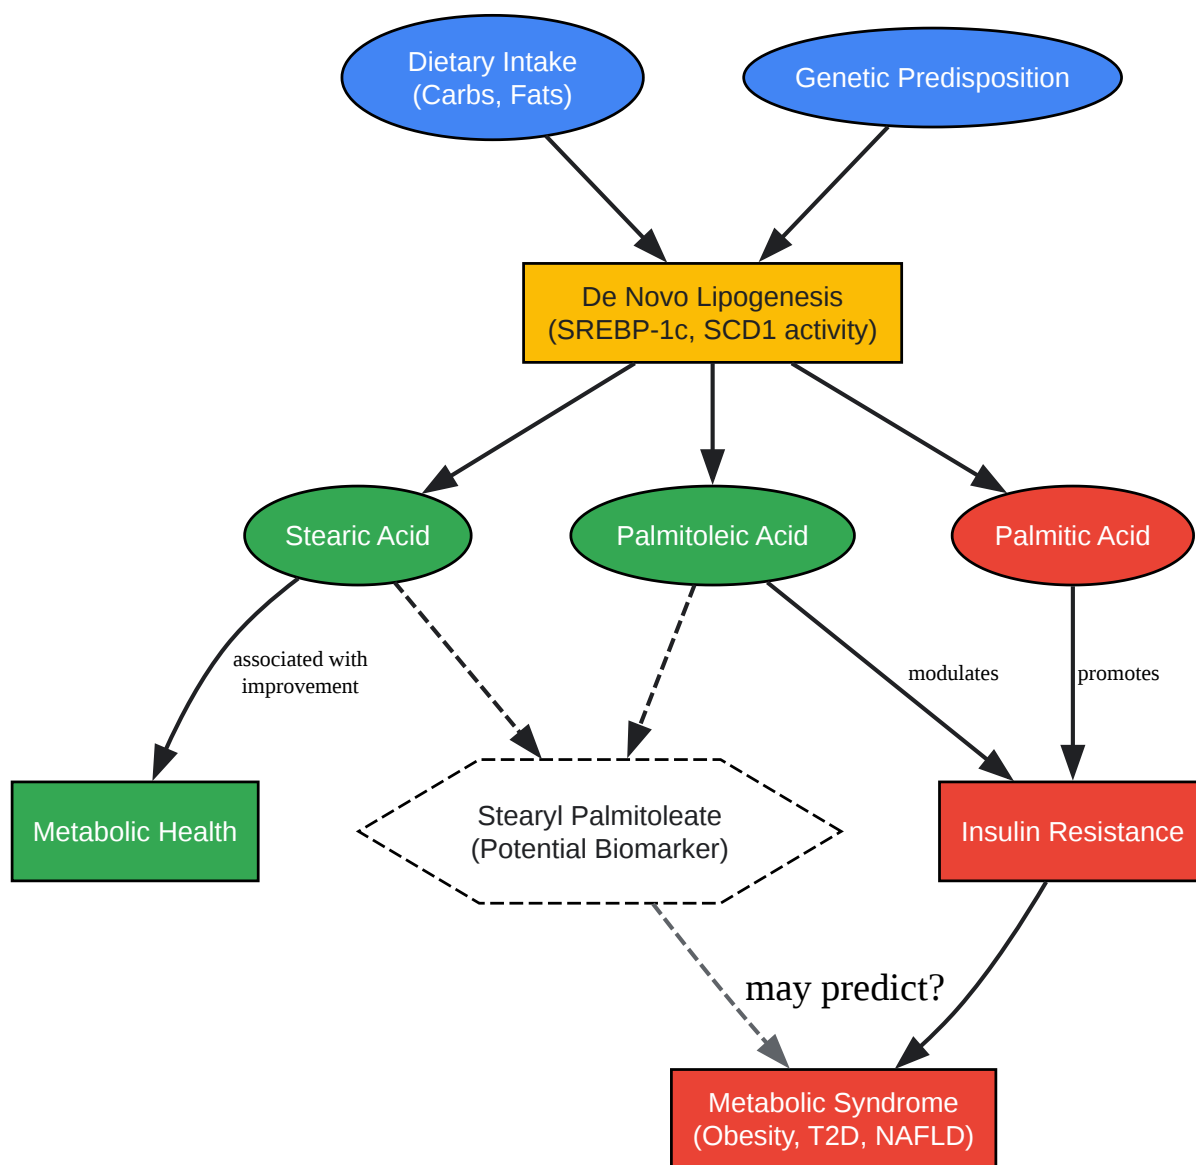 Dietary Intake
(Carbs, Fats)
Genetic Predisposition
De Novo Lipogenesis
(SREBP-1c, SCD1 activity)
Stearic Acid
Palmitoleic Acid
Palmitic Acid
associated with
improvement
modulates
promotes
Metabolic Health
Stearyl Palmitoleate
(Potential Biomarker)
Insulin Resistance
may predict?
Metabolic Syndrome
(Obesity, T2D, NAFLD)